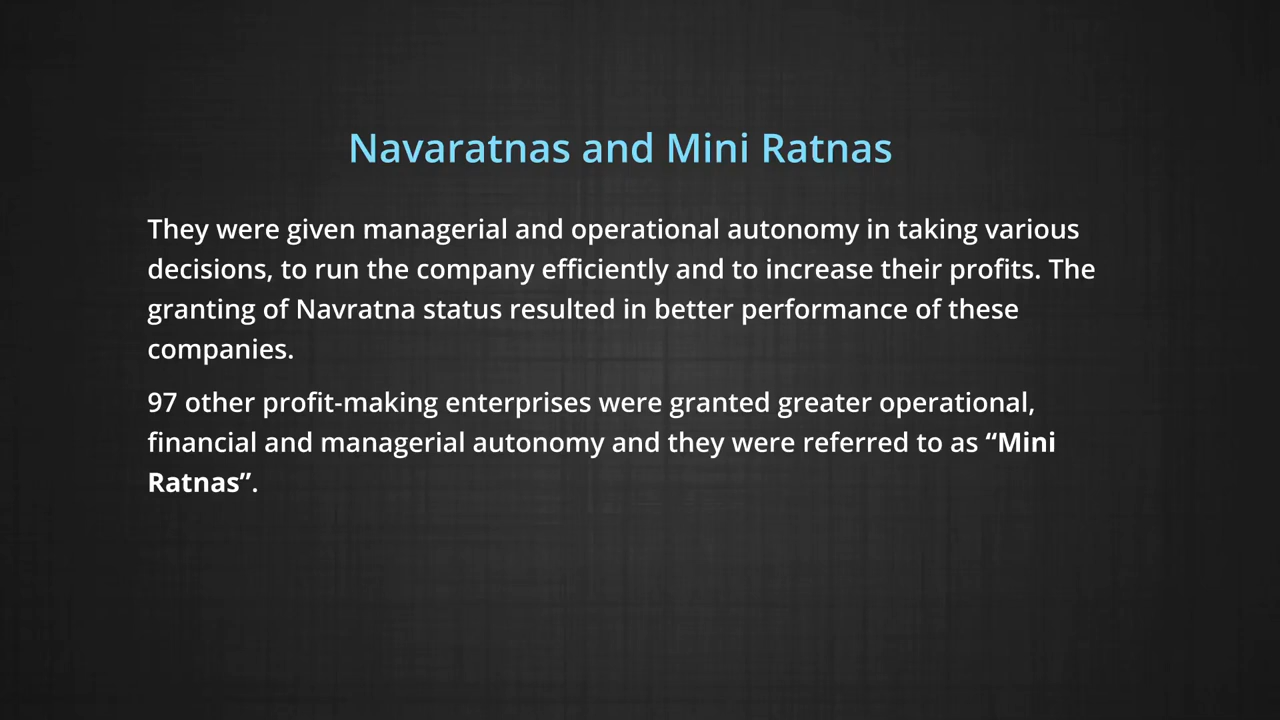 Navaratnas and Mini Ratnas
They were given managerial and operational autonomy in taking various
decisions, to run the company efficiently and to increase their profits. The
granting of Navratna status resulted in better performance of these
companies.
97 other profit-making enterprises were granted greater operational,
financial and managerial autonomy and they were referred to as “Mini
Ratnas”.